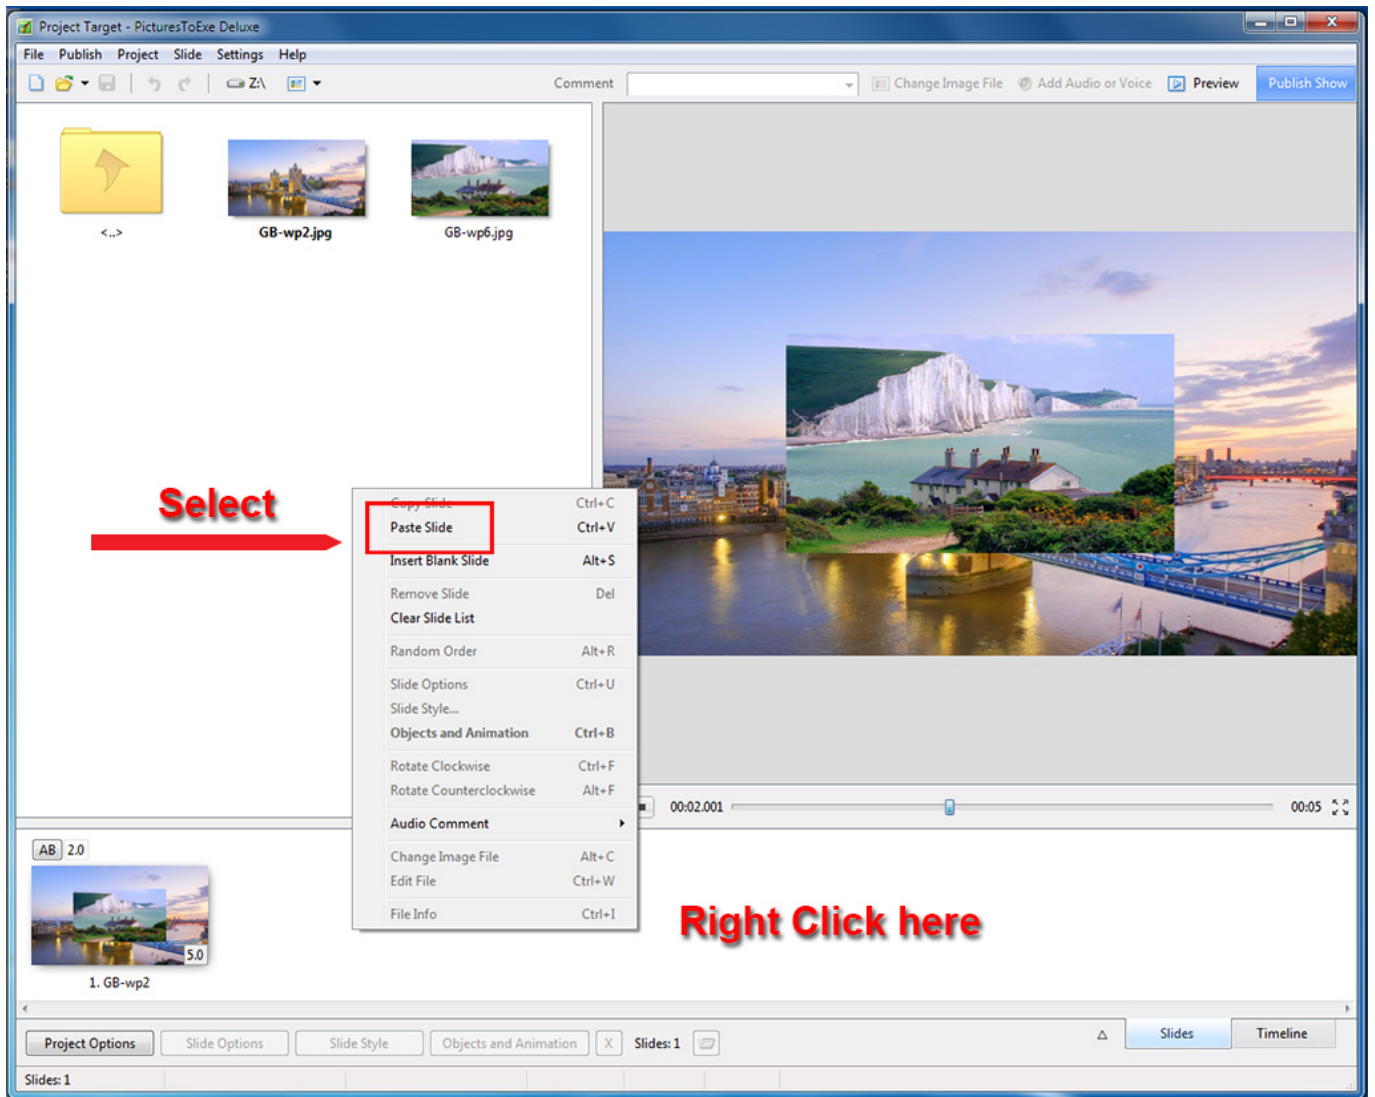 Project Target - PicturesToExe Deluxe
File Publish Project Slide Settings Help
Z:\ Comment Change Image File Add Audio or Voice Preview Publish Show
<..> GB-wp2.jpg GB-wp6.jpg
Select
Copy Slide Ctrl+C
Paste Slide Ctrl+V
Insert Blank Slide Alt+S
Remove Slide Del
Clear Slide List
Random Order Alt+R
Slide Options Ctrl+U
Slide Style...
Objects and Animation Ctrl+B
Rotate Clockwise Ctrl+F
Rotate Counterclockwise Alt+F
Audio Comment
Change Image File Alt+C
Edit File Ctrl+W
File Info Ctrl+I
00:02.001 00:05
AB 2.0
5.0
1. GB-wp2
Right Click here
Project Options Slide Options Slide Style Objects and Animation X Slides: 1 Slides Timeline
Slides: 1